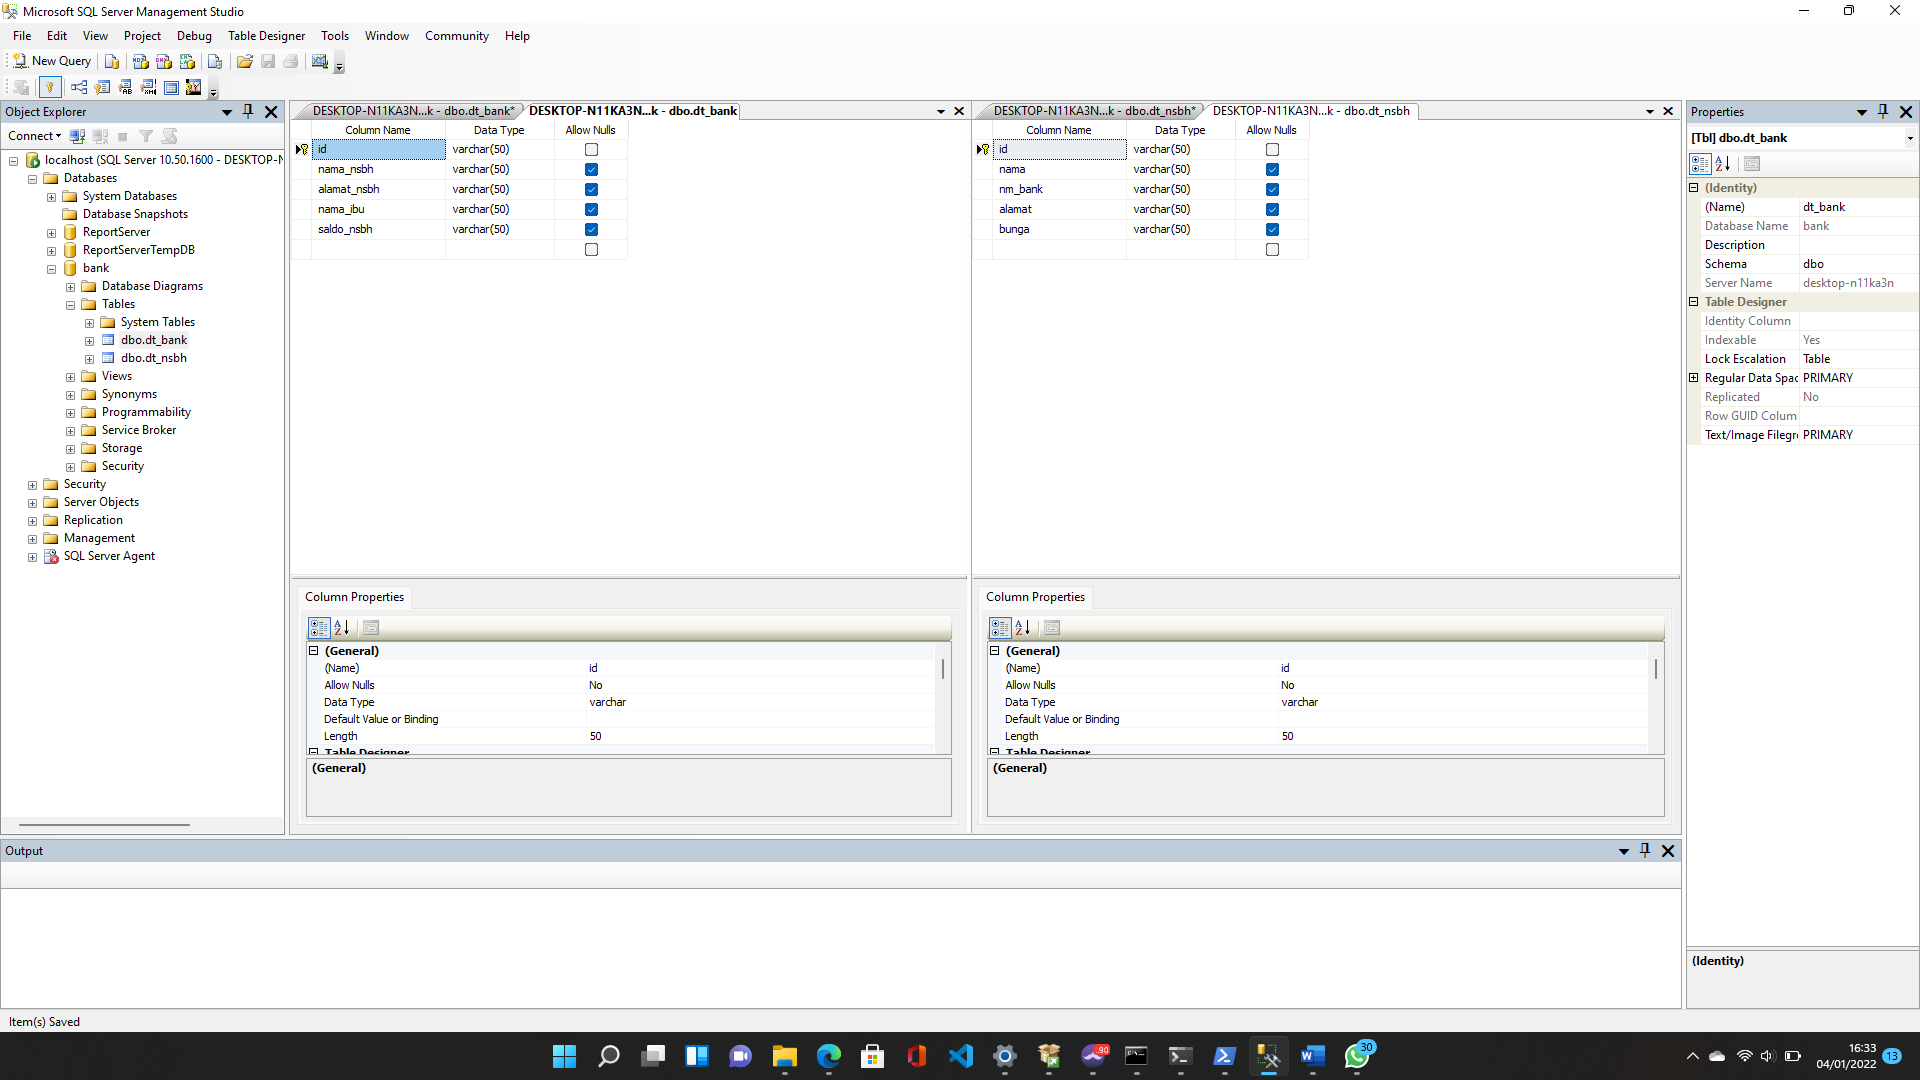 Microsoft SQL Server Management Studio
File Edit View Project Debug Table Designer Tools Window Community Help
New Query
Object Explorer
Connect
localhost (SQL Server 10.50.1600 - DESKTOP-N
Databases
System Databases
Database Snapshots
ReportServer
ReportServerTempDB
bank
Database Diagrams
Tables
System Tables
dbo.dt_bank
dbo.dt_nsbh
Views
Synonyms
Programmability
Service Broker
Storage
Security
Security
Server Objects
Replication
Management
SQL Server Agent
DESKTOP-N11KA3N...k - dbo.dt_bank* DESKTOP-N11KA3N...k - dbo.dt_bank
Column Name Data Type Allow Nulls
id varchar(50)
nama_nsbh varchar(50)
alamat_nsbh varchar(50)
nama_ibu varchar(50)
saldo_nsbh varchar(50)
Column Properties
(General)
(Name) id
Allow Nulls No
Data Type varchar
Default Value or Binding
Length 50
Table Designer
(General)
DESKTOP-N11KA3N...k - dbo.dt_nsbh* DESKTOP-N11KA3N...k - dbo.dt_nsbh
Column Name Data Type Allow Nulls
id varchar(50)
nama varchar(50)
nm_bank varchar(50)
alamat varchar(50)
bunga varchar(50)
Column Properties
(General)
(Name) id
Allow Nulls No
Data Type varchar
Default Value or Binding
Length 50
Table Designer
(General)
Properties
[Tbl] dbo.dt_bank
(Identity)
(Name) dt_bank
Database Name bank
Description
Schema dbo
Server Name desktop-n11ka3n
Table Designer
Identity Column
Indexable Yes
Lock Escalation Table
Regular Data Spac PRIMARY
Replicated No
Row GUID Colum
Text/Image Filegr PRIMARY
(Identity)
Output
Item(s) Saved
90
30
16:33
04/01/2022
13